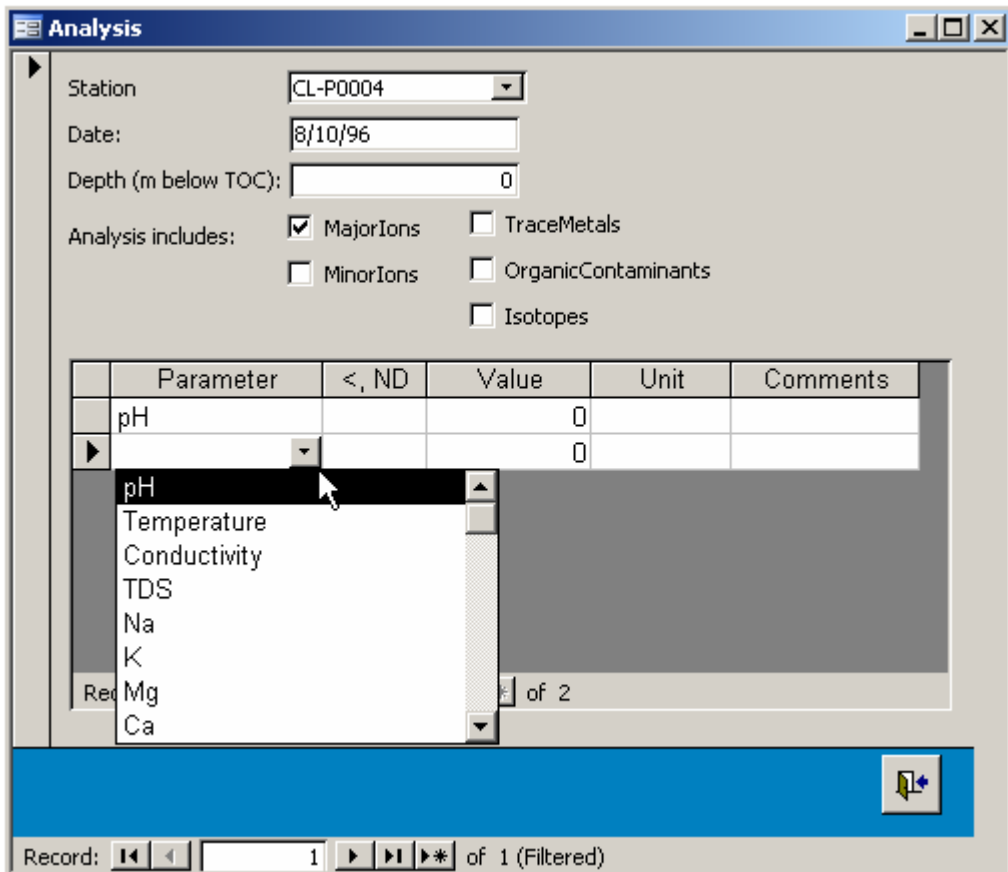 Analysis
Station CL-P0004
Date: 8/10/96
Depth (m below TOC): 0
Analysis includes: MajorIons TraceMetals
MinorIons OrganicContaminants
Isotopes
Parameter <, ND Value Unit Comments
pH 0
0
pH
Temperature
Conductivity
TDS
Na
K
Mg
Ca
of 2
Record: 1 of 1 (Filtered)